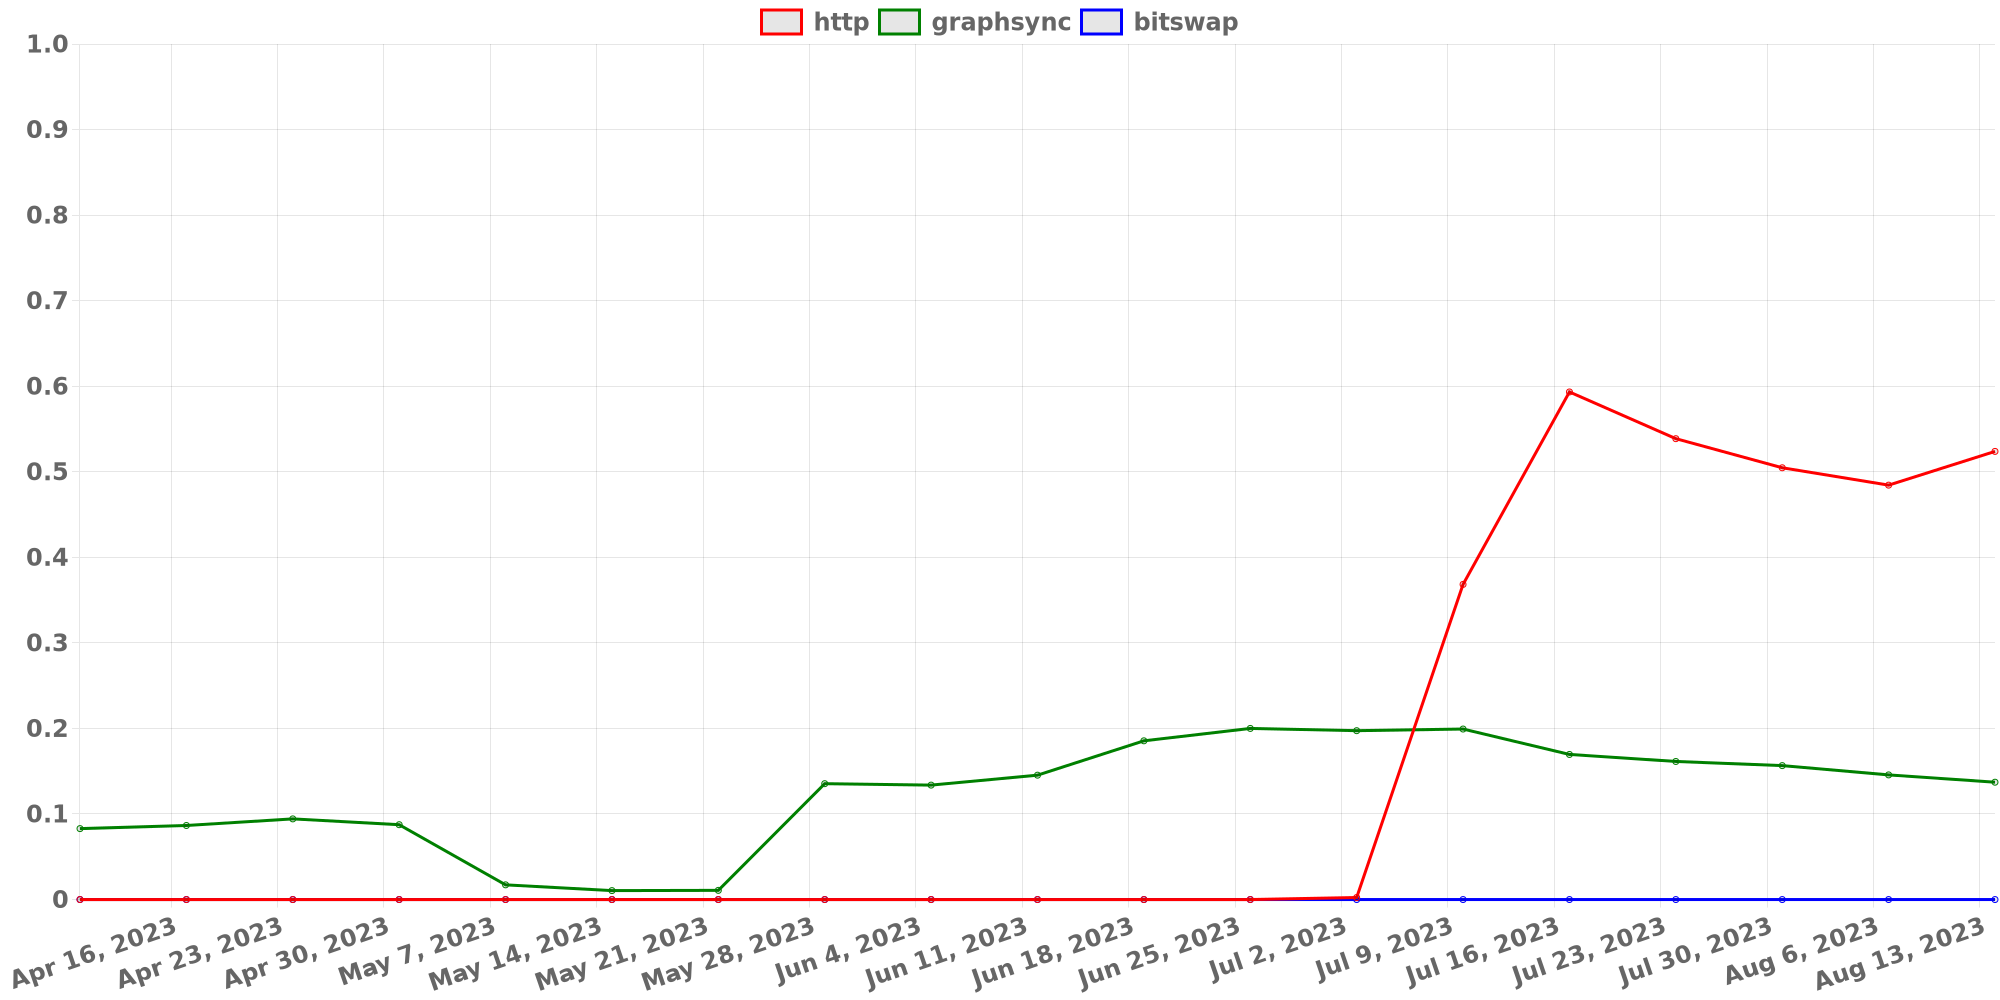 http graphsync bitswap
1.0
0.9
0.8
0.7
0.6
0.5
0.4
0.3
0.2
0.1
0
Apr 16, 2023
Apr 23, 2023
Apr 30, 2023
May 7, 2023
May 14, 2023
May 21, 2023
May 28, 2023
Jun 4, 2023
Jun 11, 2023
Jun 18, 2023
Jun 25, 2023
Jul 2, 2023
Jul 9, 2023
Jul 16, 2023
Jul 23, 2023
Jul 30, 2023
Aug 6, 2023
Aug 13, 2023